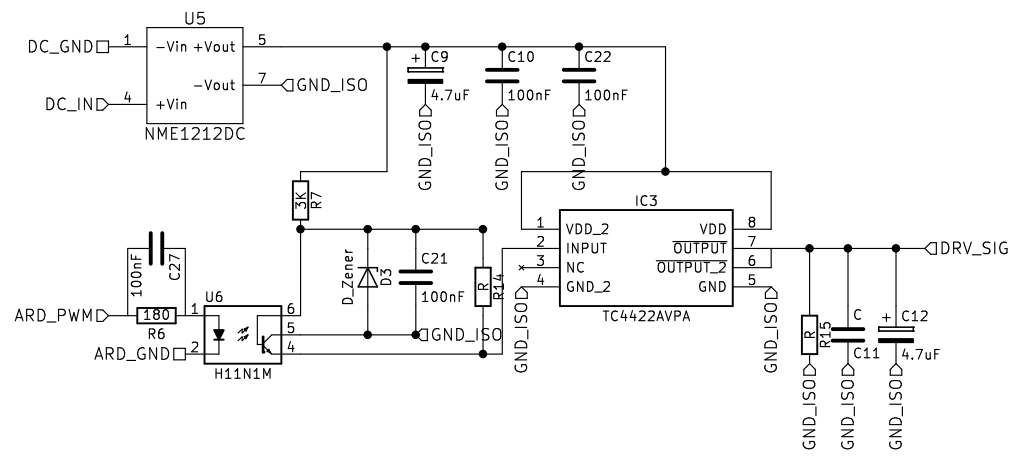 U5
DC_GND
1
-Vin +Vout
5
-Vout
7
GND_ISO
DC_IN
4
+Vin
NME1212DC
+
C9
4.7uF
GND_ISO
C10
100nF
GND_ISO
C22
100nF
GND_ISO
3K
R7
IC3
1
VDD_2
VDD
8
2
INPUT
OUTPUT
7
3
NC
OUTPUT_2
6
4
GND_2
GND
5
TC4422AVPA
GND_ISO
GND_ISO
DRV_SIG
100nF
C27
D_Zener
D3
C21
100nF
R
R14
GND_ISO
U6
ARD_PWM
180
R6
1
6
5
ARD_GND
2
4
H11N1M
R
R15
GND_ISO
C
C11
GND_ISO
+
C12
4.7uF
GND_ISO